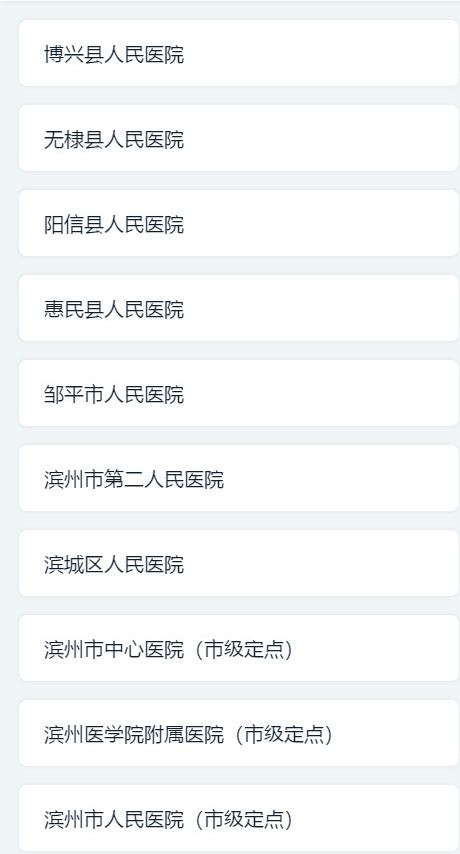 博兴县人民医院
无棣县人民医院
阳信县人民医院
惠民县人民医院
邹平市人民医院
滨州市第二人民医院
滨城区人民医院
滨州市中心医院（市级定点）
滨州医学院附属医院（市级定点）
滨州市人民医院（市级定点）